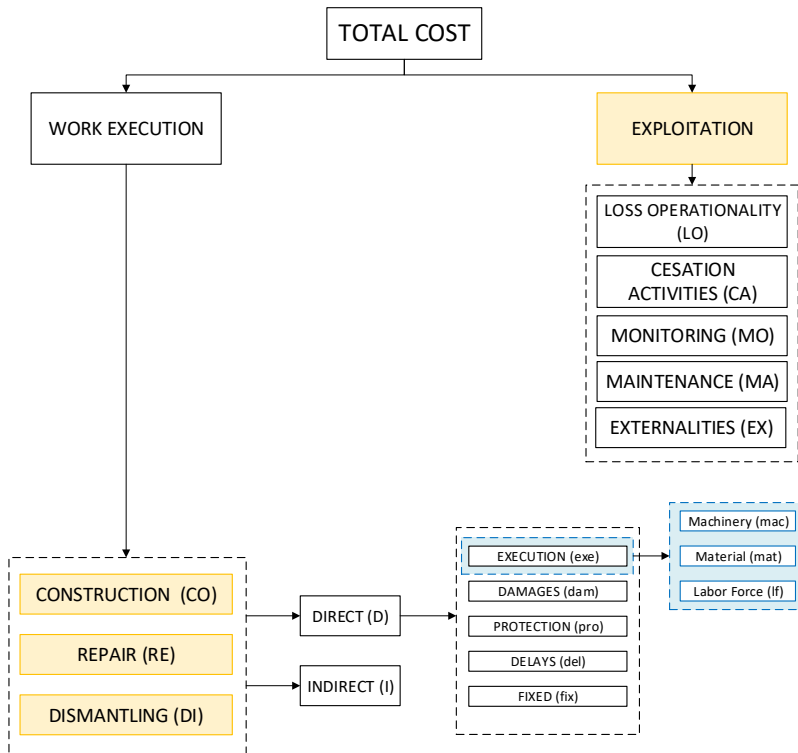 TOTAL COST
WORK EXECUTION
EXPLOITATION
LOSS OPERATIONALITY
(LO)
CESATION
ACTIVITIES (CA)
MONITORING (MO)
MAINTENANCE (MA)
EXTERNALITIES (EX)
CONSTRUCTION (CO)
REPAIR (RE)
DISMANTLING (DI)
DIRECT (D)
INDIRECT (I)
EXECUTION (exe)
DAMAGES (dam)
PROTECTION (pro)
DELAYS (del)
FIXED (fix)
Machinery (mac)
Material (mat)
Labor Force (lf)